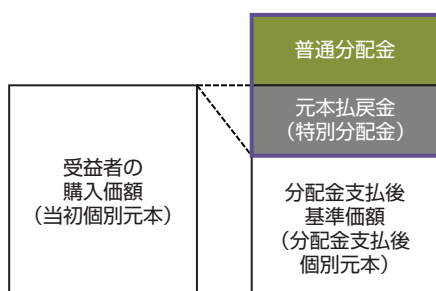 普通分配金
元本払戻金
（特別分配金）
受益者の
購入価額
（当初個別元本）
分配金支払後
基準価額
（分配金支払後
個別元本）